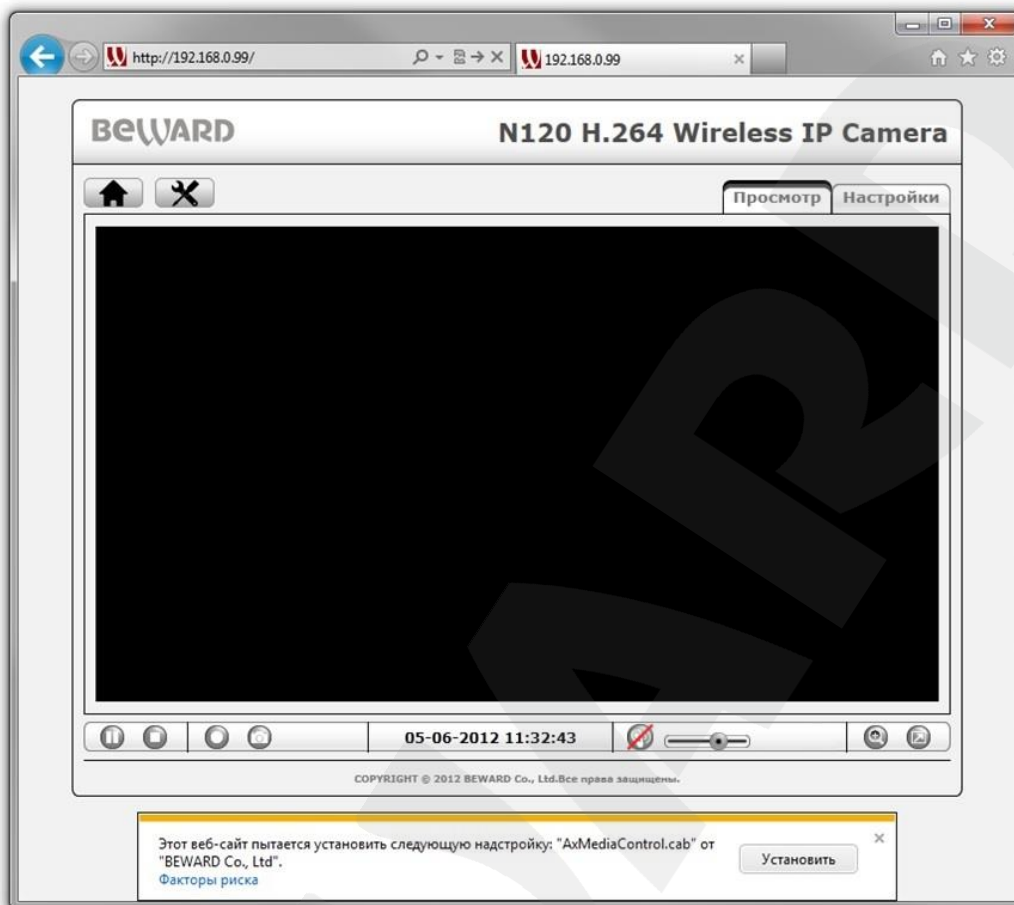 http://192.168.0.99/
192.168.0.99
BEWARD
N120 H.264 Wireless IP Camera
Просмотр
Настройки
05-06-2012 11:32:43
COPYRIGHT © 2012 BEWARD Co., Ltd.Все права защищены.
Этот веб-сайт пытается установить следующую надстройку: "AxMediaControl.cab" от
"BEWARD Co., Ltd".
Факторы риска
Установить